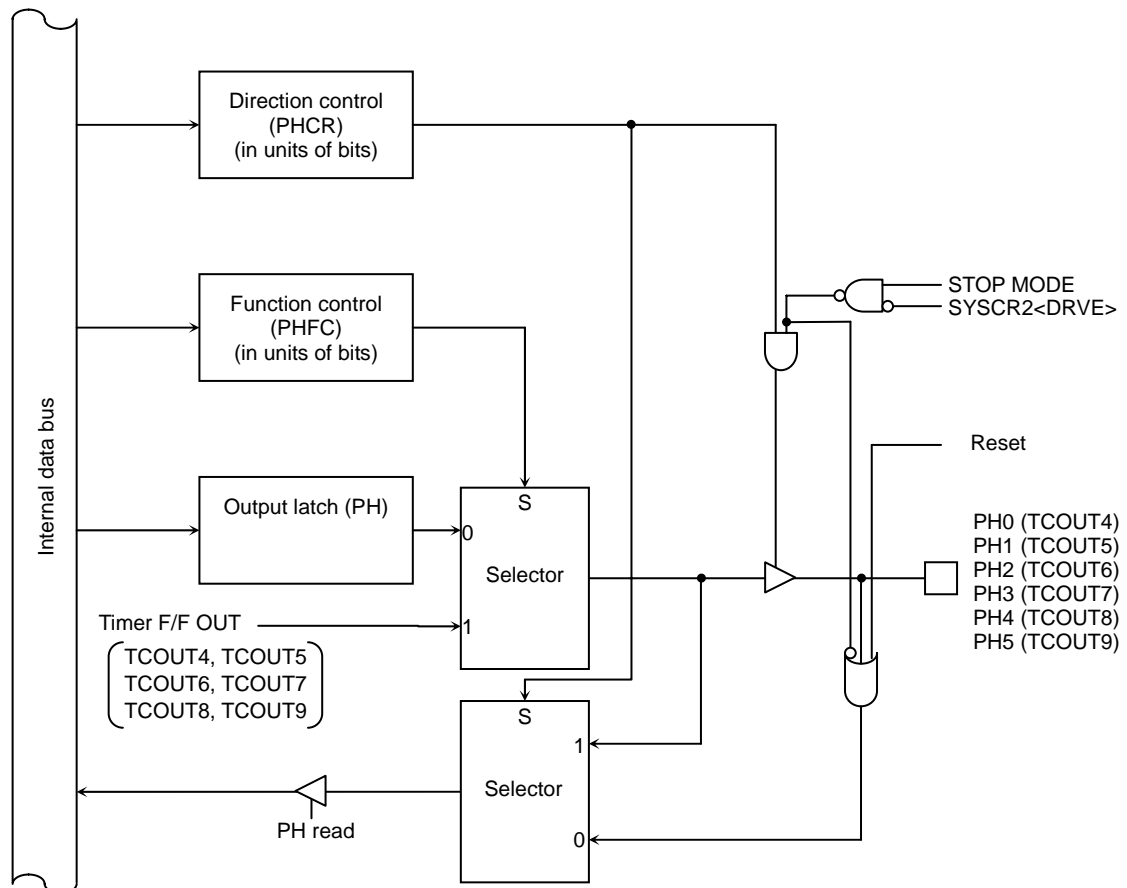 Internal data bus
Direction control
(PHCR)
(in units of bits)
Function control
(PHFC)
(in units of bits)
STOP MODE
SYSCR2<DRVE>
Reset
Output latch (PH)
S
0
Selector
1
PH0 (TCOUT4)
PH1 (TCOUT5)
PH2 (TCOUT6)
PH3 (TCOUT7)
PH4 (TCOUT8)
PH5 (TCOUT9)
Timer F/F OUT
TCOUT4, TCOUT5
TCOUT6, TCOUT7
TCOUT8, TCOUT9
S
1
Selector
0
PH read